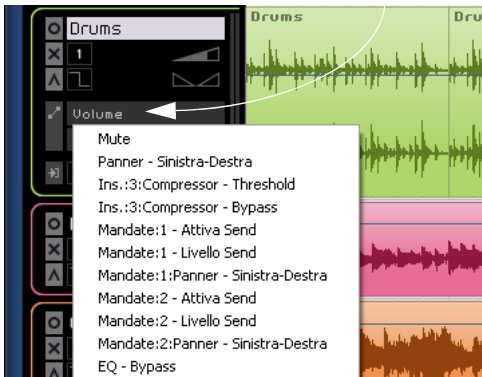 Drums
Drums
Dru
1
Volume
Mute
Panner - Sinistra-Destra
Ins.:3:Compressor - Threshold
Ins.:3:Compressor - Bypass
Mandate:1 - Attiva Send
Mandate:1 - Livello Send
Mandate:1:Panner - Sinistra-Destra
Mandate:2 - Attiva Send
Mandate:2 - Livello Send
Mandate:2:Panner - Sinistra-Destra
EQ - Bypass